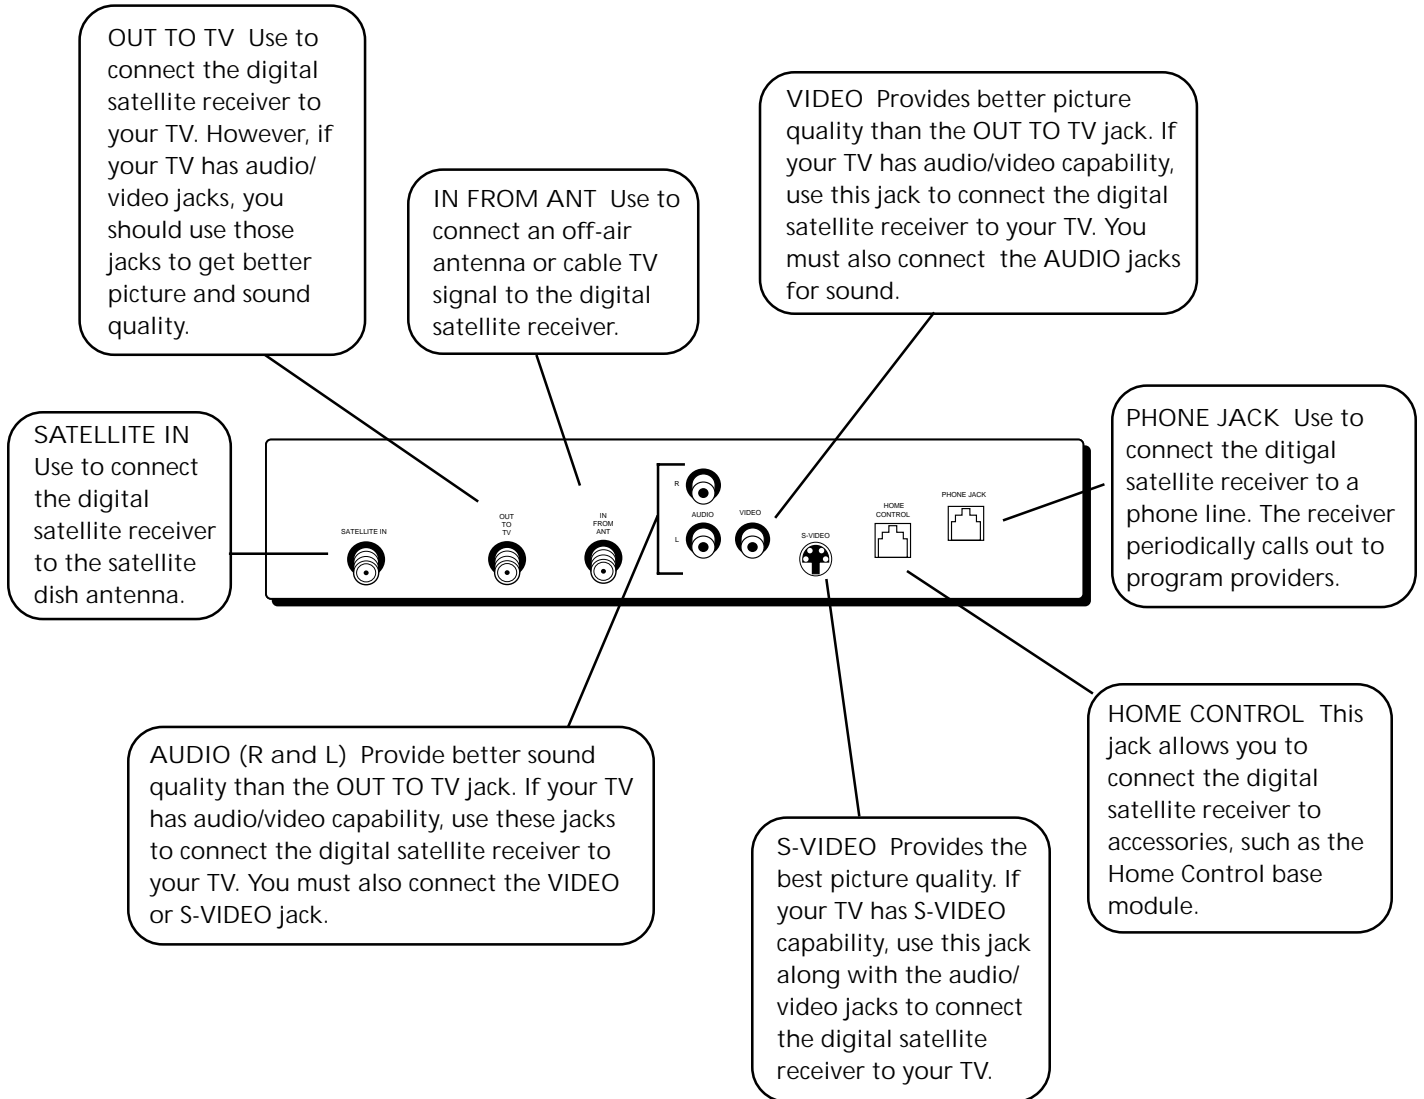 OUT TO TV  Use to
connect the digital
satellite receiver to
your TV. However, if
your TV has audio/
video jacks, you
should use those
jacks to get better
picture and sound
quality.
IN FROM ANT  Use to
connect an off-air
antenna or cable TV
signal to the digital
satellite receiver.
VIDEO  Provides better picture
quality than the OUT TO TV jack. If
your TV has audio/video capability,
use this jack to connect the digital
satellite receiver to your TV. You
must also connect  the AUDIO jacks
for sound.
SATELLITE IN
Use to connect
the digital
satellite receiver
to the satellite
dish antenna.
PHONE JACK  Use to
connect the ditigal
satellite receiver to a
phone line. The receiver
periodically calls out to
program providers.
SATELLITE IN
OUT
TO
TV
IN
FROM
ANT
R
AUDIO
L
VIDEO
S-VIDEO
HOME
CONTROL
PHONE JACK
AUDIO (R and L)  Provide better sound
quality than the OUT TO TV jack. If your TV
has audio/video capability, use these jacks
to connect the digital satellite receiver to
your TV. You must also connect the VIDEO
or S-VIDEO jack.
S-VIDEO  Provides the
best picture quality. If
your TV has S-VIDEO
capability, use this jack
along with the audio/
video jacks to connect
the digital satellite
receiver to your TV.
HOME CONTROL  This
jack allows you to
connect the digital
satellite receiver to
accessories, such as the
Home Control base
module.